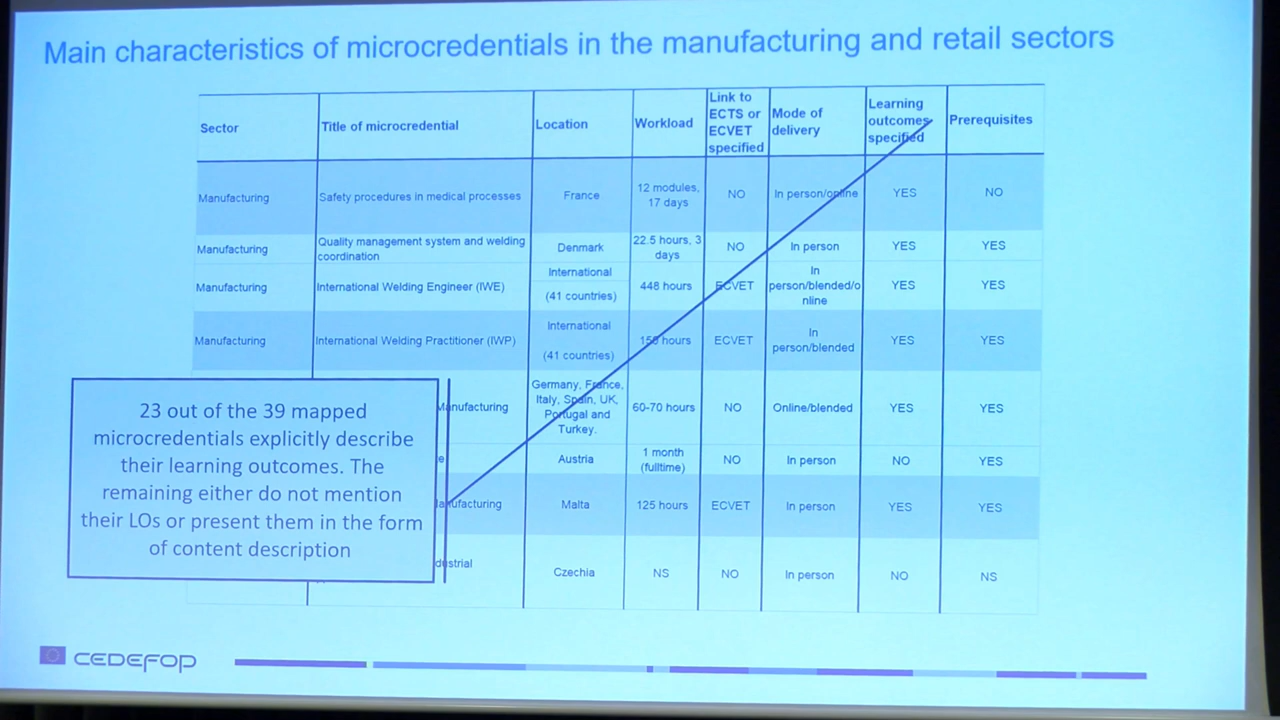 Main characteristics of microcredentials in the manufacturing and retail sectors
Sector Title of microcredential Location Workload Link to ECTS or ECVET specified Mode of delivery Learning outcomes specified Prerequisites
Manufacturing Safety procedures in medical processes France 12 modules, 17 days NO In person/online YES NO
Manufacturing Quality management system and welding coordination Denmark 22.5 hours, 3 days NO In person YES YES
Manufacturing International Welding Engineer (IWE) International (41 countries) 448 hours ECVET In person/blended/online YES YES
Manufacturing International Welding Practitioner (IWP) International (41 countries) hours ECVET In person/blended YES YES
Manufacturing Germany, France, Italy, Spain, UK, Portugal and Turkey. 60-70 hours NO Online/blended YES YES
Austria 1 month (fulltime) NO In person NO YES
Malta 125 hours ECVET In person YES YES
Czechia NS NO In person NO NS
23 out of the 39 mapped
microcredentials explicitly describe
their learning outcomes. The
remaining either do not mention
their LOs or present them in the form
of content description
CEDEFOP